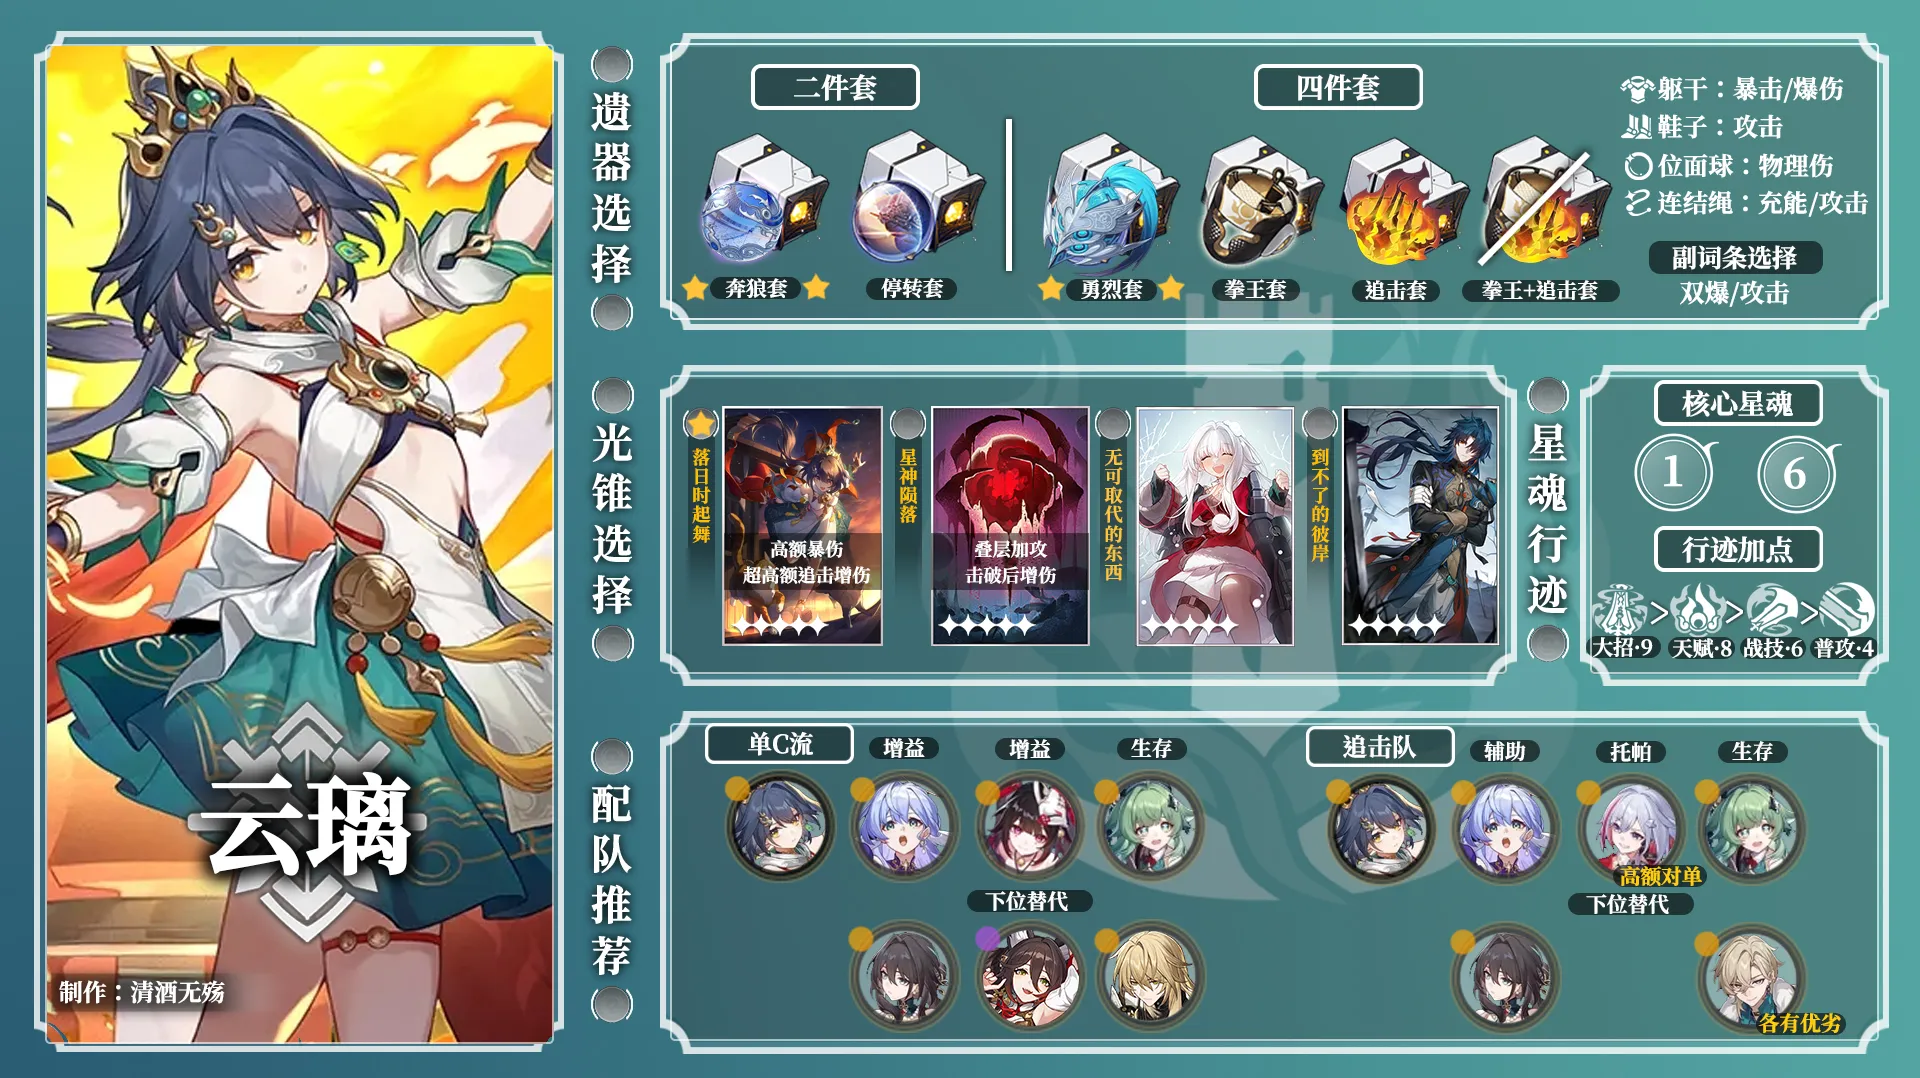 云璃
制作：清酒无殇
遗器选择
二件套
奔狼套
停转套
四件套
勇烈套
拳王套
追击套
拳王+追击套
躯干：暴击/爆伤
鞋子：攻击
位面球：物理伤
连结绳：充能/攻击
副词条选择
双爆/攻击
光锥选择
落日时起舞
高额暴伤
超高额追击增伤
星神陨落
叠层加攻
击破后增伤
无可取代的东西
到不了的彼岸
星魂行迹
核心星魂
1
6
行迹加点
大招·9
>
天赋·8
>
战技·6
>
普攻·4
配队推荐
单C流
增益
增益
生存
下位替代
追击队
辅助
托帕
生存
高额对单
下位替代
各有优劣